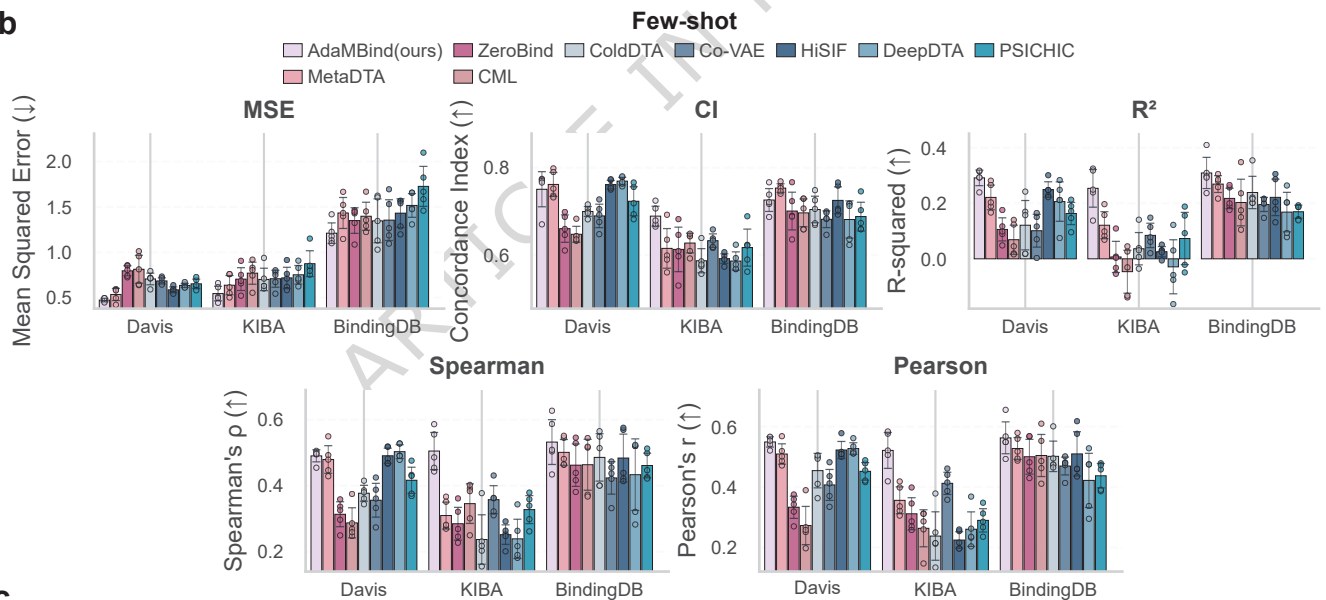 b
Few-shot
AdaMBind(ours) ZeroBind ColdDTA Co-VAE HiSIF DeepDTA PSICHIC
MetaDTA CML
MSE CI R²
Mean Squared Error (↓)
2.0
1.5
1.0
0.5
Davis KIBA BindingDB
Concordance Index (↑)
0.8
0.6
Davis KIBA BindingDB
R-squared (↑)
0.4
0.2
0.0
Davis KIBA BindingDB
ARTICLE IN
Spearman Pearson
Spearman's ρ (↑)
0.6
0.4
0.2
Davis KIBA BindingDB
Pearson's r (↑)
0.6
0.4
0.2
Davis KIBA BindingDB